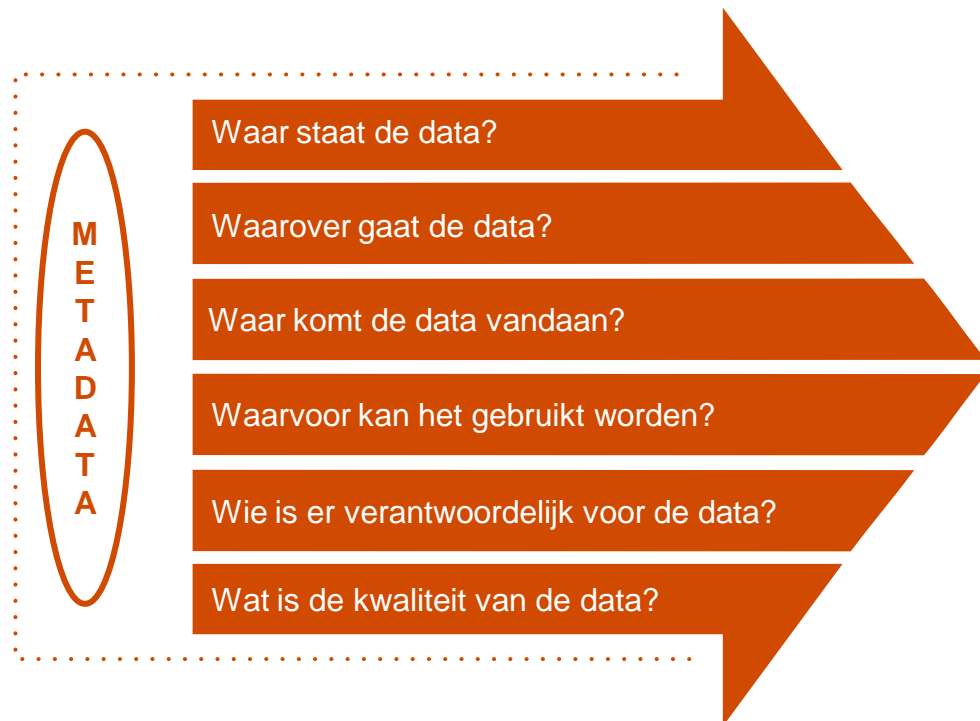 METADATA
Waar staat de data?
Waarover gaat de data?
Waar komt de data vandaan?
Waarvoor kan het gebruikt worden?
Wie is er verantwoordelijk voor de data?
Wat is de kwaliteit van de data?